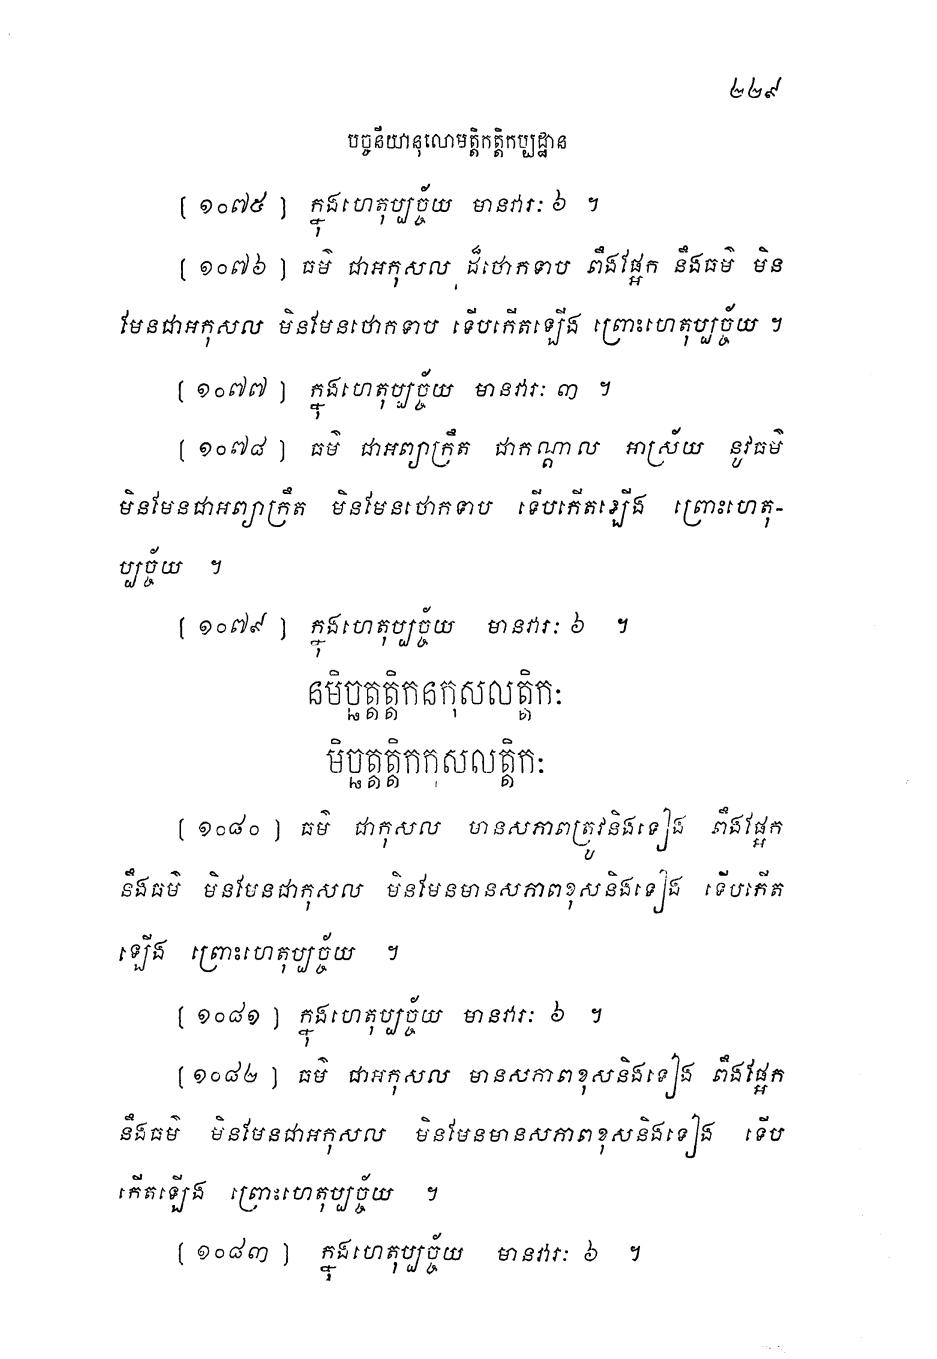 ២២៩
បច្ចនីយានុលោមត្តិកត្តិកប្បដ្ឋាន
[ ១០៧៥ ] ក្នុងហេតុប្បច្ច័យ មានវារៈ ៦ ។
[ ១០៧៦ ] ធម៌ ជាអកុសល ដ៏ថោកទាប ពឹងផ្អែក នឹងធម៌ មិន
មែនជាអកុសល មិនមែនថោកទាប ទើបកើតឡើង ព្រោះហេតុប្បច្ច័យ ។
[ ១០៧៧ ] ក្នុងហេតុប្បច្ច័យ មានវារៈ ៣ ។
[ ១០៧៨ ] ធម៌ ជាអព្យាក្រឹត ជាកណ្តាល អាស្រ័យ នូវធម៌
មិនមែនជាអព្យាក្រឹត មិនមែនថោកទាប ទើបកើតឡើង ព្រោះហេតុ-
ប្បច្ច័យ ។
[ ១០៧៩ ] ក្នុងហេតុប្បច្ច័យ មានវារៈ ៦ ។
នមិច្ឆត្តត្តិកនកុសលត្តិកៈ
មិច្ឆត្តត្តិកកុសលត្តិកៈ
[ ១០៨០ ] ធម៌ ជាកុសល មានសភាពត្រូវនិងទៀង ពឹងផ្អែក
នឹងធម៌ មិនមែនជាកុសល មិនមែនមានសភាពខុសនិងទៀង ទើបកើត
ឡើង ព្រោះហេតុប្បច្ច័យ ។
[ ១០៨១ ] ក្នុងហេតុប្បច្ច័យ មានវារៈ ៦ ។
[ ១០៨២ ] ធម៌ ជាអកុសល មានសភាពខុសនិងទៀង ពឹងផ្អែក
នឹងធម៌ មិនមែនជាអកុសល មិនមែនមានសភាពខុសនិងទៀង ទើប
កើតឡើង ព្រោះហេតុប្បច្ច័យ ។
[ ១០៨៣ ] ក្នុងហេតុប្បច្ច័យ មានវារៈ ៦ ។